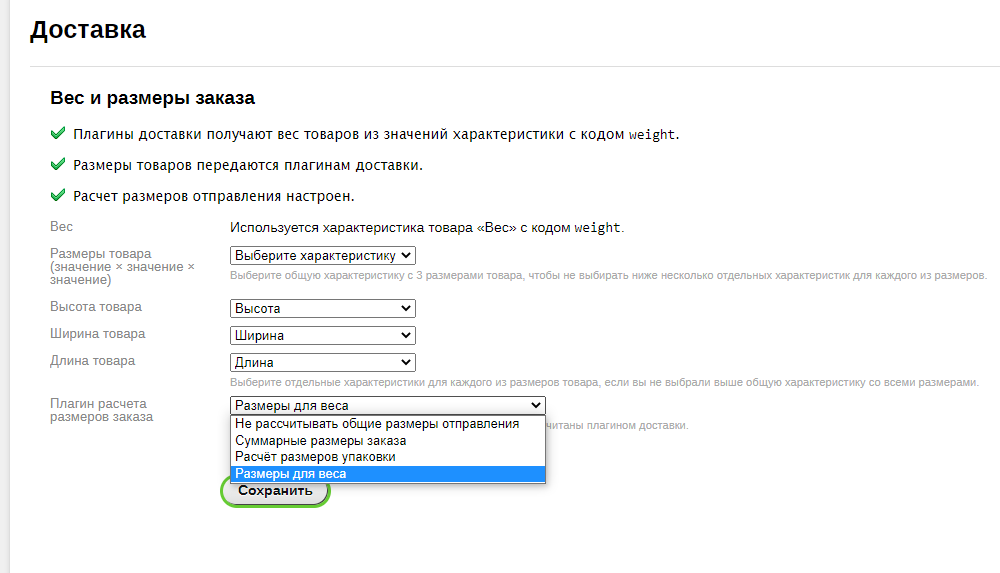 Доставка
Вес и размеры заказа
Плагины доставки получают вес товаров из значений характеристики с кодом weight.
Размеры товаров передаются плагинам доставки.
Расчет размеров отправления настроен.
Вес
Используется характеристика товара «Вес» с кодом weight.
Размеры товара
(значение × значение ×
значение)
Выберите характеристику
Выберите общую характеристику с 3 размерами товара, чтобы не выбирать ниже несколько отдельных характеристик для каждого из размеров.
Высота товара
Высота
Ширина товара
Ширина
Длина товара
Длина
Выберите отдельные характеристики для каждого из размеров товара, если вы не выбрали выше общую характеристику со всеми размерами.
Плагин расчета
размеров заказа
Размеры для веса
Не рассчитывать общие размеры отправления
читаны плагином доставки.
Суммарные размеры заказа
Расчёт размеров упаковки
Размеры для веса
Сохранить